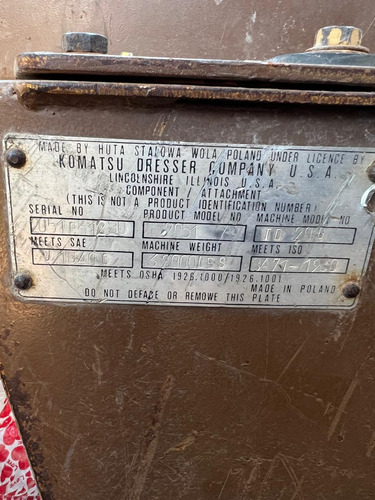 MADE BY HUTA STALOWA WOLA/POLAND UNDER LICENCE BY
KOMATSU DRESSER COMPANY U.S.A.
LINCOLNSHIRE ILLINOIS U.S.A.
COMPONENT / ATTACHMENT
(THIS IS NOT A PRODUCT IDENTIFICATION NUMBER)
SERIAL NO PRODUCT MODEL NO MACHINE MODEL NO
MEETS SAE MACHINE WEIGHT MEETS ISO
MEETS OSHA 1926.1000/1926.1001
MADE IN POLAND
DO NOT DEFACE OR REMOWE THIS PLATE